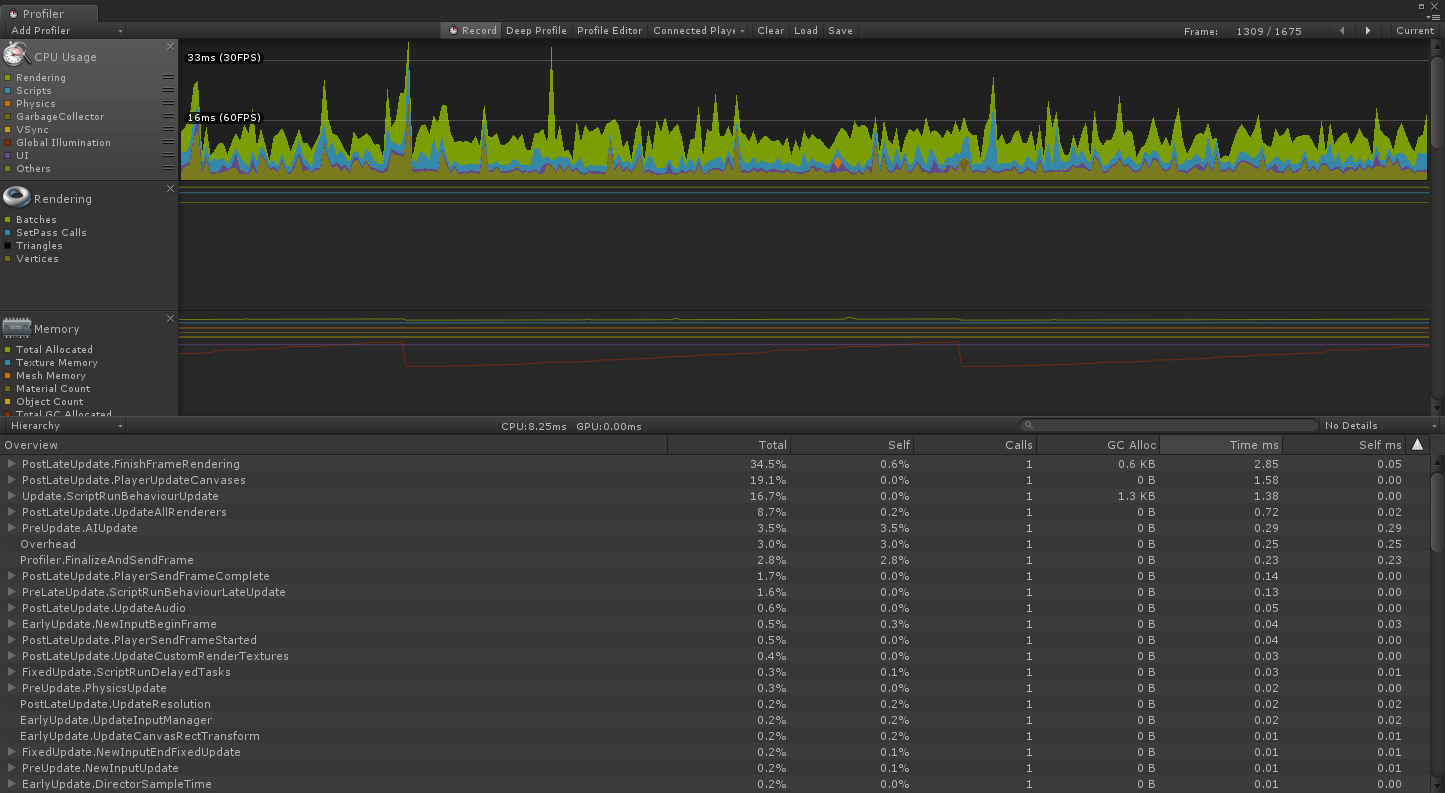 Profiler
Add Profiler Record Deep Profile Profile Editor Connected Playe Clear Load Save Frame: 1309 / 1675 Current
CPU Usage
Rendering
Scripts
Physics
GarbageCollector
VSync
Global Illumination
UI
Others
33ms (30FPS)
16ms (60FPS)
Rendering
Batches
SetPass Calls
Triangles
Vertices
Memory
Total Allocated
Texture Memory
Mesh Memory
Material Count
Object Count
Total GC Allocated
Hierarchy CPU:8.25ms GPU:0.00ms No Details
Overview Total Self Calls GC Alloc Time ms Self ms
PostLateUpdate.FinishFrameRendering 34.5% 0.6% 1 0.6 KB 2.85 0.05
PostLateUpdate.PlayerUpdateCanvases 19.1% 0.0% 1 0 B 1.58 0.00
Update.ScriptRunBehaviourUpdate 16.7% 0.0% 1 1.3 KB 1.38 0.00
PostLateUpdate.UpdateAllRenderers 8.7% 0.2% 1 0 B 0.72 0.02
PreUpdate.AIUpdate 3.5% 3.5% 1 0 B 0.29 0.29
Overhead 3.0% 3.0% 1 0 B 0.25 0.25
Profiler.FinalizeAndSendFrame 2.8% 2.8% 1 0 B 0.23 0.23
PostLateUpdate.PlayerSendFrameComplete 1.7% 0.0% 1 0 B 0.14 0.00
PreLateUpdate.ScriptRunBehaviourLateUpdate 1.6% 0.0% 1 0 B 0.13 0.00
PostLateUpdate.UpdateAudio 0.6% 0.0% 1 0 B 0.05 0.00
EarlyUpdate.NewInputBeginFrame 0.5% 0.3% 1 0 B 0.04 0.03
PostLateUpdate.PlayerSendFrameStarted 0.5% 0.0% 1 0 B 0.04 0.00
PostLateUpdate.UpdateCustomRenderTextures 0.4% 0.0% 1 0 B 0.03 0.00
FixedUpdate.ScriptRunDelayedTasks 0.3% 0.1% 1 0 B 0.03 0.01
PreUpdate.PhysicsUpdate 0.3% 0.0% 1 0 B 0.02 0.00
PostLateUpdate.UpdateResolution 0.2% 0.2% 1 0 B 0.02 0.02
EarlyUpdate.UpdateInputManager 0.2% 0.2% 1 0 B 0.02 0.02
EarlyUpdate.UpdateCanvasRectTransform 0.2% 0.2% 1 0 B 0.01 0.01
FixedUpdate.NewInputEndFixedUpdate 0.2% 0.1% 1 0 B 0.01 0.01
PreUpdate.NewInputUpdate 0.2% 0.1% 1 0 B 0.01 0.01
EarlyUpdate.DirectorSampleTime 0.2% 0.0% 1 0 B 0.01 0.00